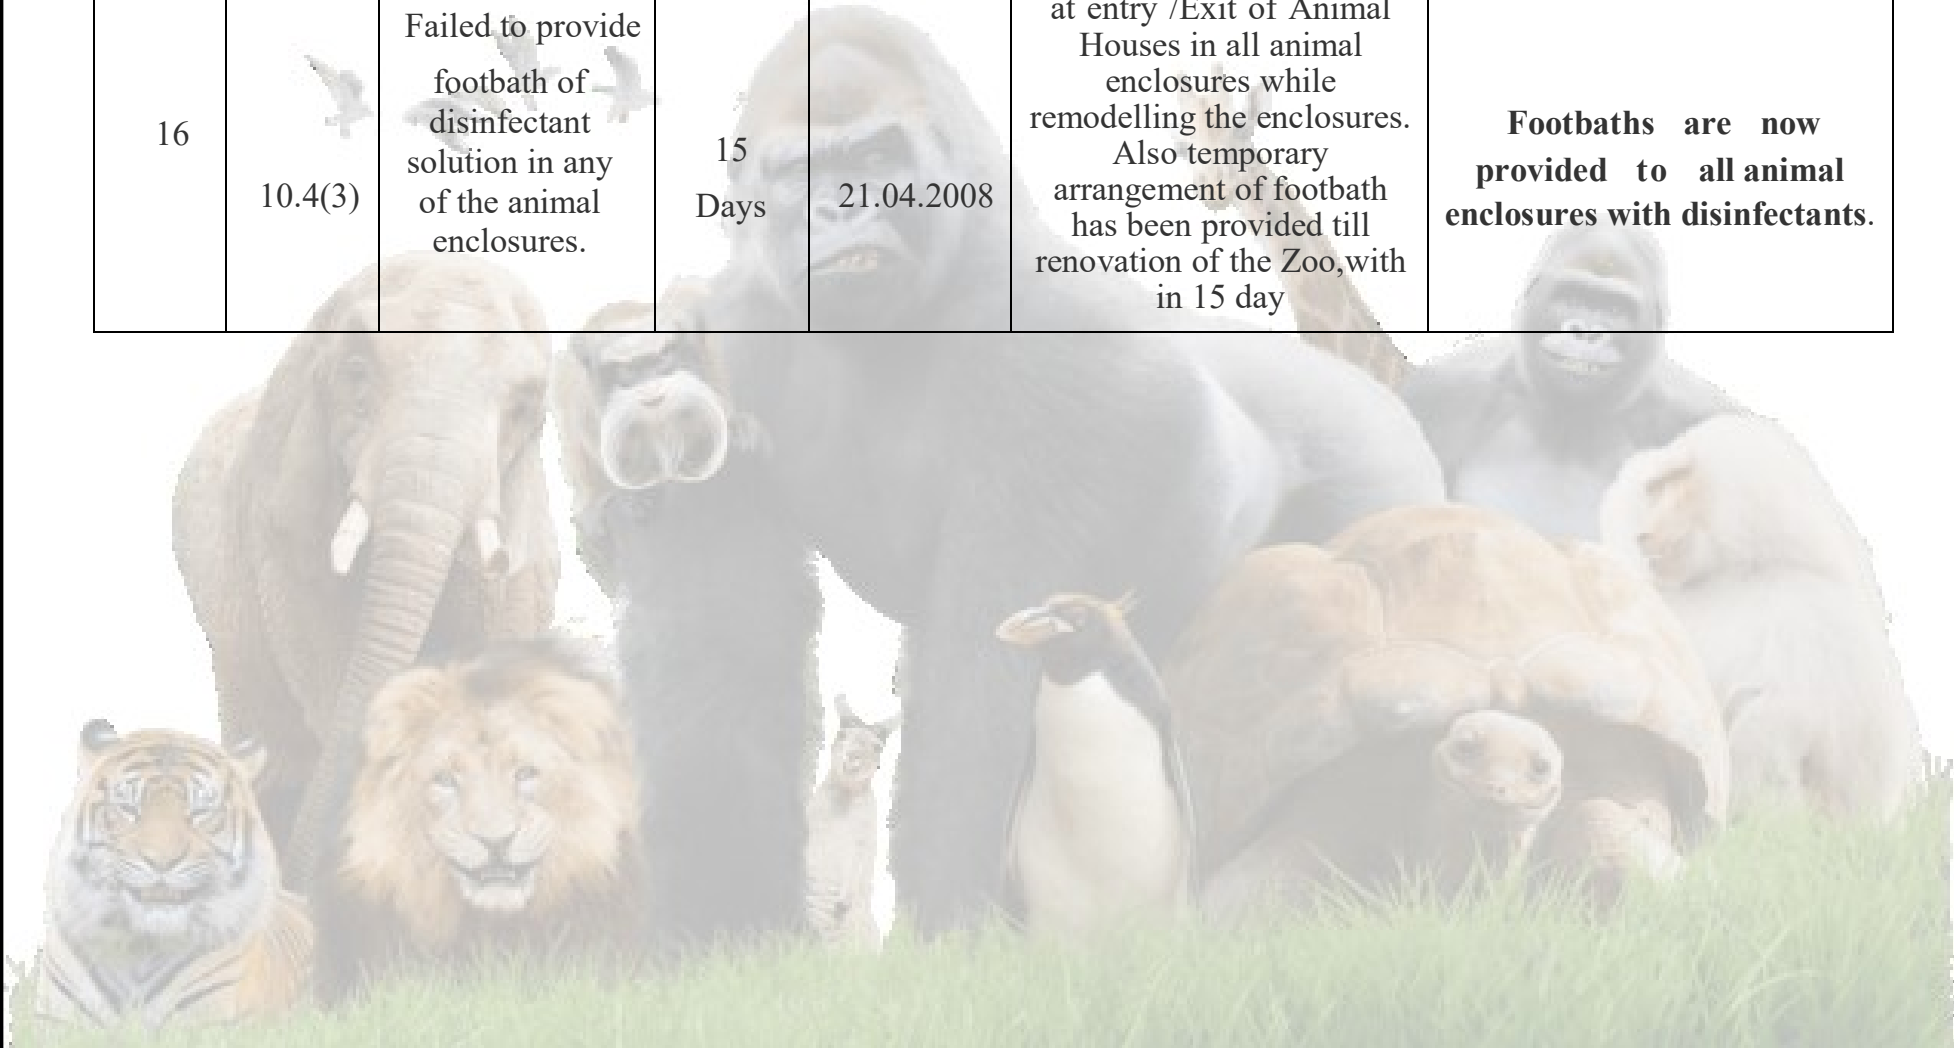 16
10.4(3)
Failed to provide
footbath of
disinfectant
solution in any
of the animal
enclosures.
15
Days
21.04.2008
at entry /Exit of Animal
Houses in all animal
enclosures while
remodelling the enclosures.
Also temporary
arrangement of footbath
has been provided till
renovation of the Zoo,with
in 15 day
Footbaths are now
provided to all animal
enclosures with disinfectants.